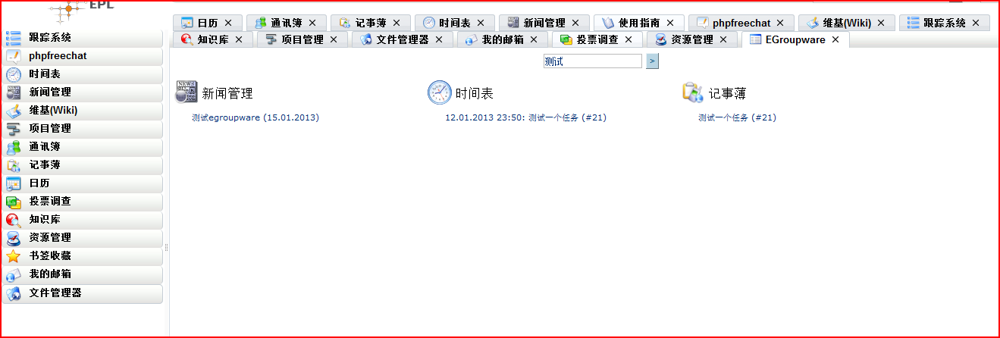 EPL
跟踪系统
phpfreechat
时间表
新闻管理
维基(Wiki)
项目管理
通讯簿
记事薄
日历
投票调查
知识库
资源管理
书签收藏
我的邮箱
文件管理器
日历 × 通讯簿 × 记事薄 × 时间表 × 新闻管理 × 使用指南 × phpfreechat × 维基(Wiki) × 跟踪系统 ×
知识库 × 项目管理 × 文件管理器 × 我的邮箱 × 投票调查 × 资源管理 × EGroupware ×
测试 >
NEWS
新闻管理
测试egroupware (15.01.2013)
时间表
12.01.2013 23:50: 测试一个任务 (#21)
记事薄
测试一个任务 (#21)